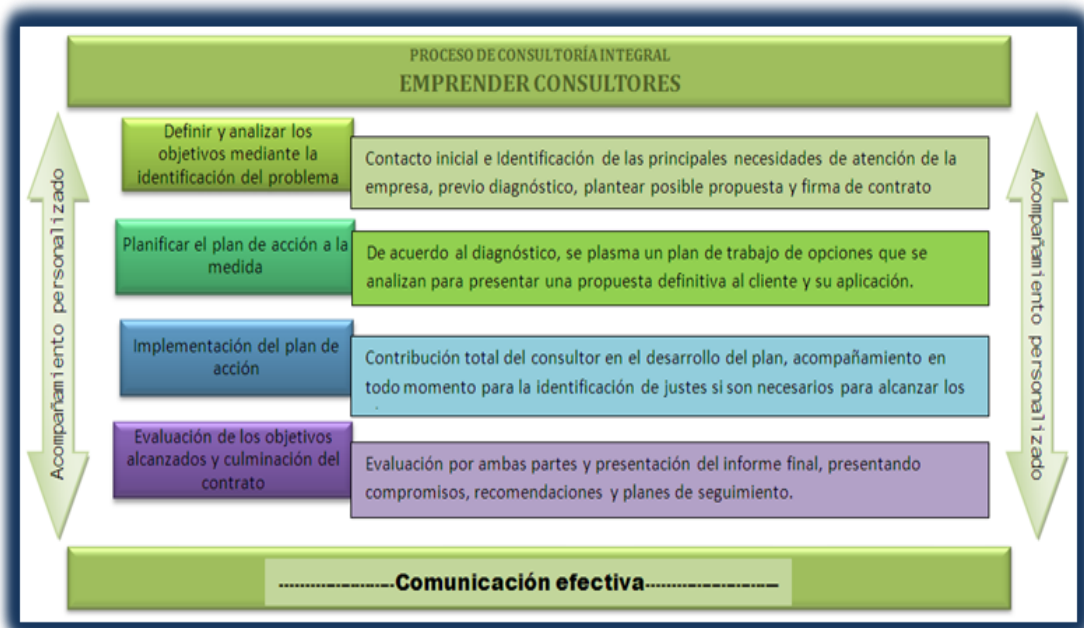 PROCESO DE CONSULTORÍA INTEGRAL
EMPRENDER CONSULTORES
Acompañamiento personalizado
Definir y analizar los
objetivos mediante la
identificación del problema
Contacto inicial e Identificación de las principales necesidades de atención de la
empresa, previo diagnóstico, plantear posible propuesta y firma de contrato
Planificar el plan de acción a la
medida
De acuerdo al diagnóstico, se plasma un plan de trabajo de opciones que se
analizan para presentar una propuesta definitiva al cliente y su aplicación.
Implementación del plan de
acción
Contribución total del consultor en el desarrollo del plan, acompañamiento en
todo momento para la identificación de justes si son necesarios para alcanzar los
Evaluación de los objetivos
alcanzados y culminación del
contrato
Evaluación por ambas partes y presentación del informe final, presentando
compromisos, recomendaciones y planes de seguimiento.
Acompañamiento personalizado
-----------------------Comunicación efectiva-----------------------